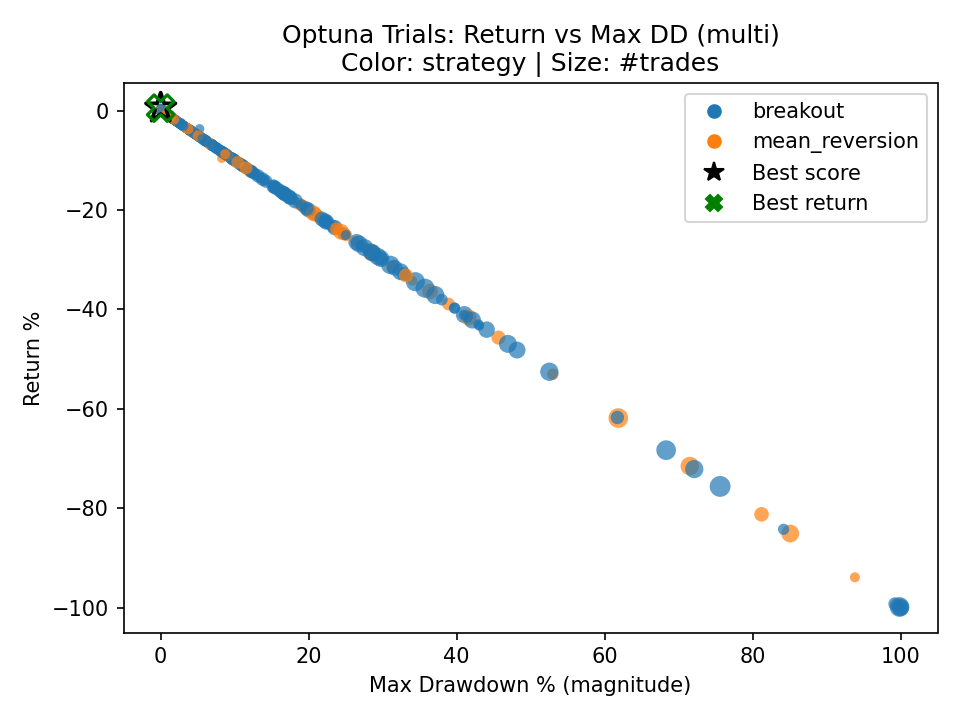 Optuna Trials: Return vs Max DD (multi)
Color: strategy | Size: #trades
breakout
mean_reversion
Best score
Best return
Return %
0
−20
−40
−60
−80
−100
0
20
40
60
80
100
Max Drawdown % (magnitude)